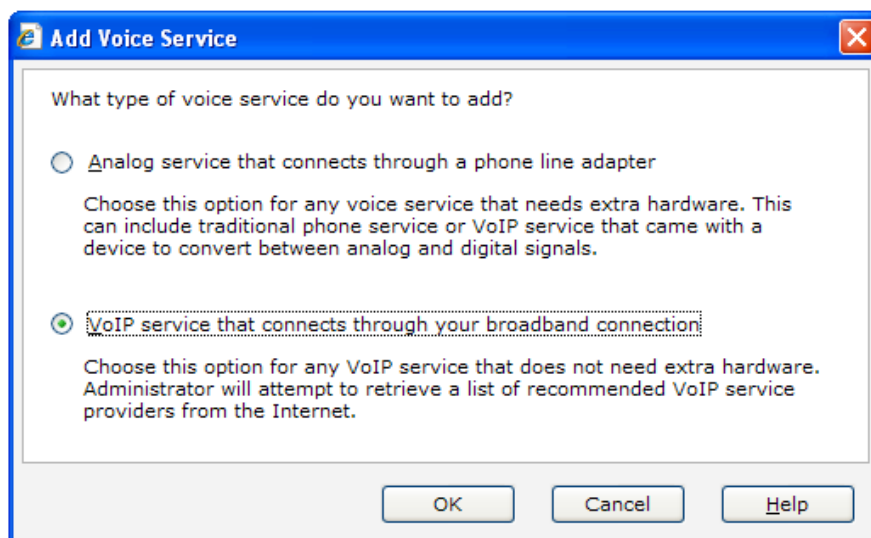 Add Voice Service
What type of voice service do you want to add?
Analog service that connects through a phone line adapter
Choose this option for any voice service that needs extra hardware. This
can include traditional phone service or VoIP service that came with a
device to convert between analog and digital signals.
VoIP service that connects through your broadband connection
Choose this option for any VoIP service that does not need extra hardware.
Administrator will attempt to retrieve a list of recommended VoIP service
providers from the Internet.
OK Cancel Help